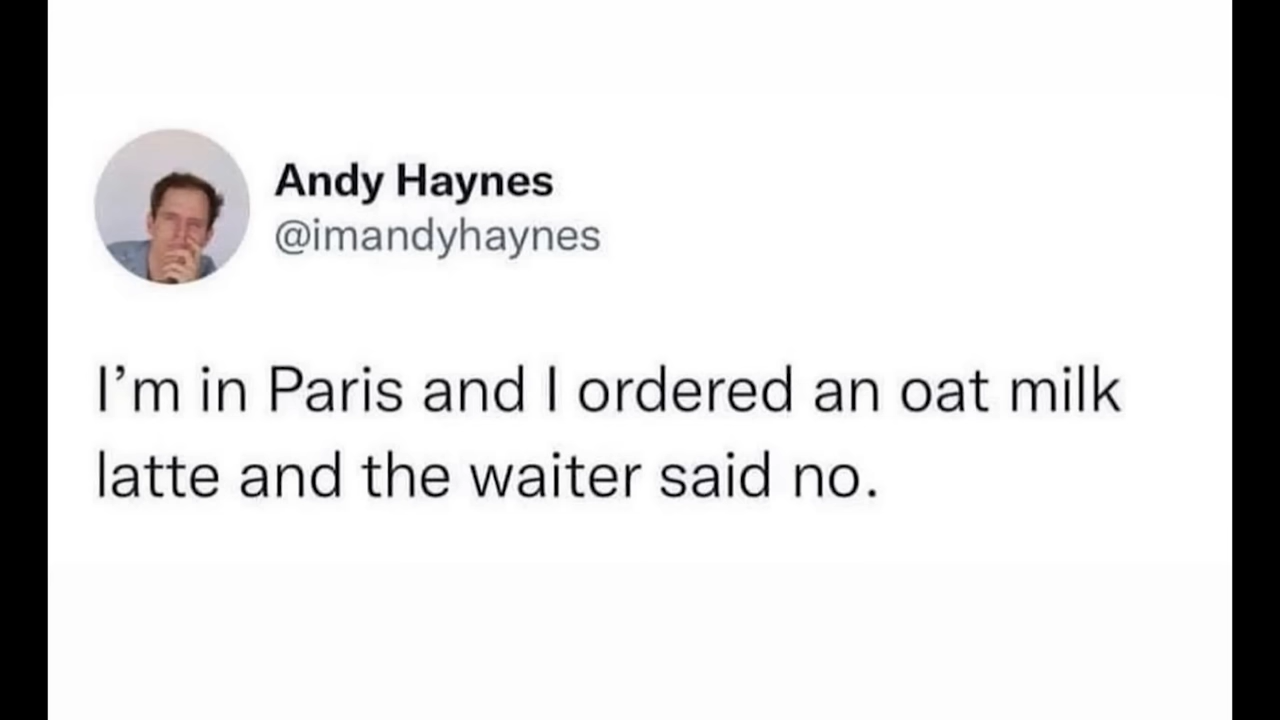 Andy Haynes
@imandyhaynes
I’m in Paris and I ordered an oat milk
latte and the waiter said no.